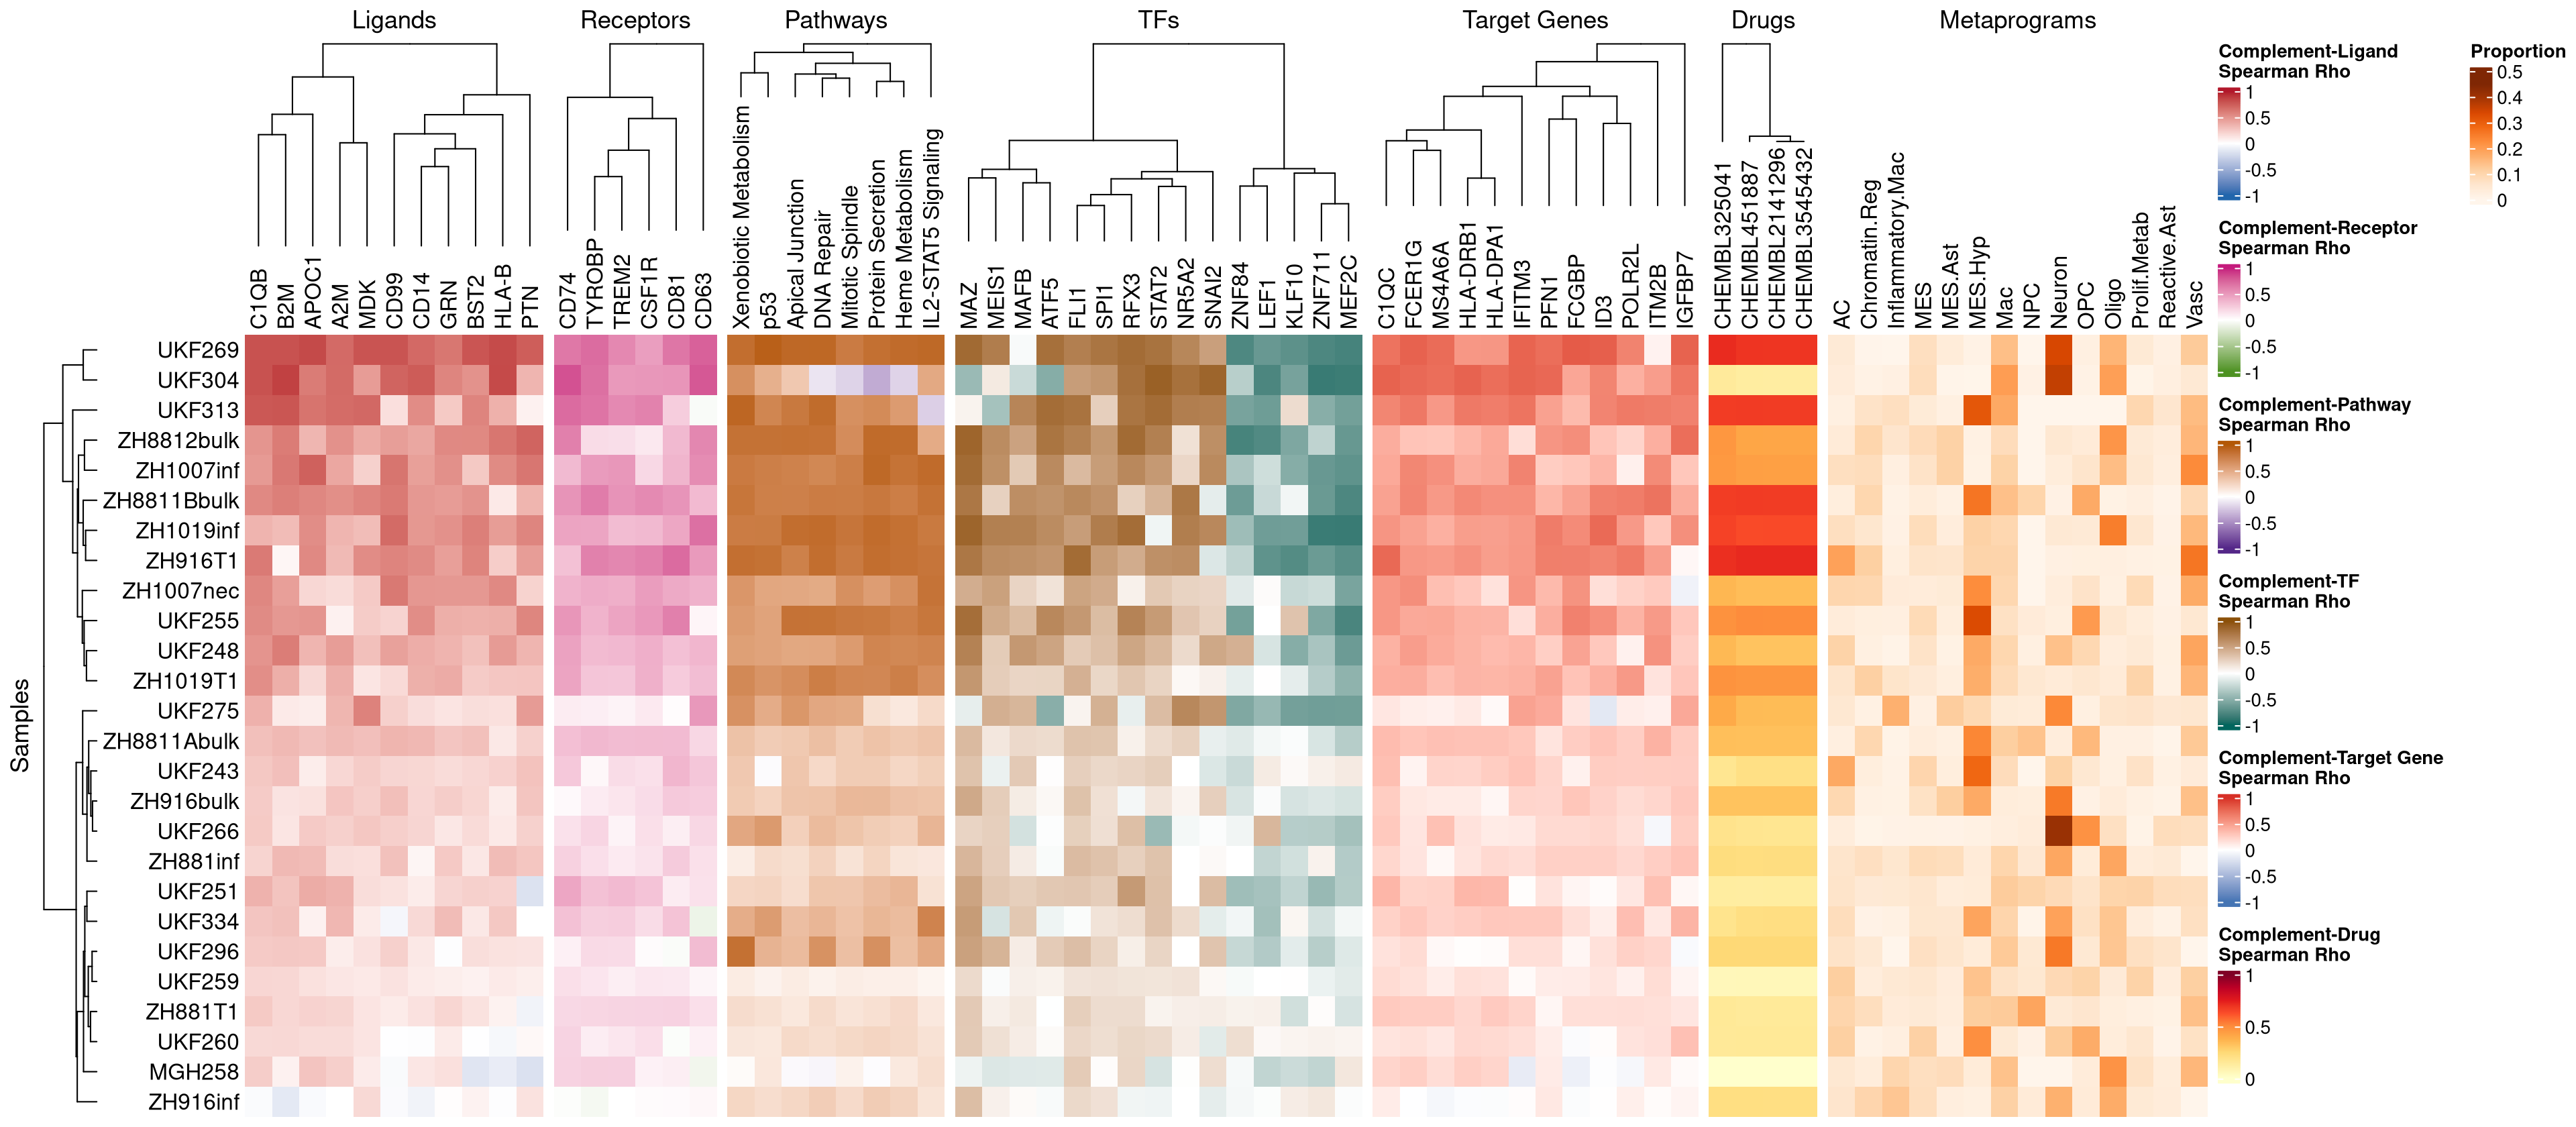 Ligands
Receptors
Pathways
TFs
Target Genes
Drugs
Metaprograms
C1QB
B2M
APOC1
A2M
MDK
CD99
CD14
GRN
BST2
HLA-B
PTN
CD74
TYROBP
TREM2
CSF1R
CD81
CD63
Xenobiotic Metabolism
p53
Apical Junction
DNA Repair
Mitotic Spindle
Protein Secretion
Heme Metabolism
IL2-STAT5 Signaling
MAZ
MEIS1
MAFB
ATF5
FLI1
SPI1
RFX3
STAT2
NR5A2
SNAI2
ZNF84
LEF1
KLF10
ZNF711
MEF2C
C1QC
FCER1G
MS4A6A
HLA-DRB1
HLA-DPA1
IFITM3
PFN1
FCGBP
ID3
POLR2L
ITM2B
IGFBP7
CHEMBL325041
CHEMBL451887
CHEMBL2141296
CHEMBL3545432
AC
Chromatin.Reg
Inflammatory.Mac
MES
MES.Ast
MES.Hyp
Mac
NPC
Neuron
OPC
Oligo
Prolif.Metab
Reactive.Ast
Vasc
Samples
UKF269
UKF304
UKF313
ZH8812bulk
ZH1007inf
ZH8811Bbulk
ZH1019inf
ZH916T1
ZH1007nec
UKF255
UKF248
ZH1019T1
UKF275
ZH8811Abulk
UKF243
ZH916bulk
UKF266
ZH881inf
UKF251
UKF334
UKF296
UKF259
ZH881T1
UKF260
MGH258
ZH916inf
Complement-Ligand
Spearman Rho
1
0.5
0
-0.5
-1
Complement-Receptor
Spearman Rho
1
0.5
0
-0.5
-1
Complement-Pathway
Spearman Rho
1
0.5
0
-0.5
-1
Complement-TF
Spearman Rho
1
0.5
0
-0.5
-1
Complement-Target Gene
Spearman Rho
1
0.5
0
-0.5
-1
Complement-Drug
Spearman Rho
1
0.5
0
Proportion
0.5
0.4
0.3
0.2
0.1
0